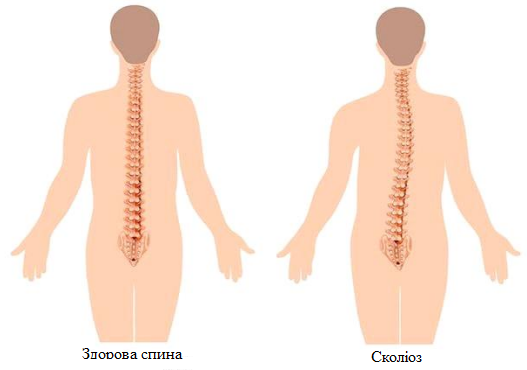 Здорова спина
Сколіоз